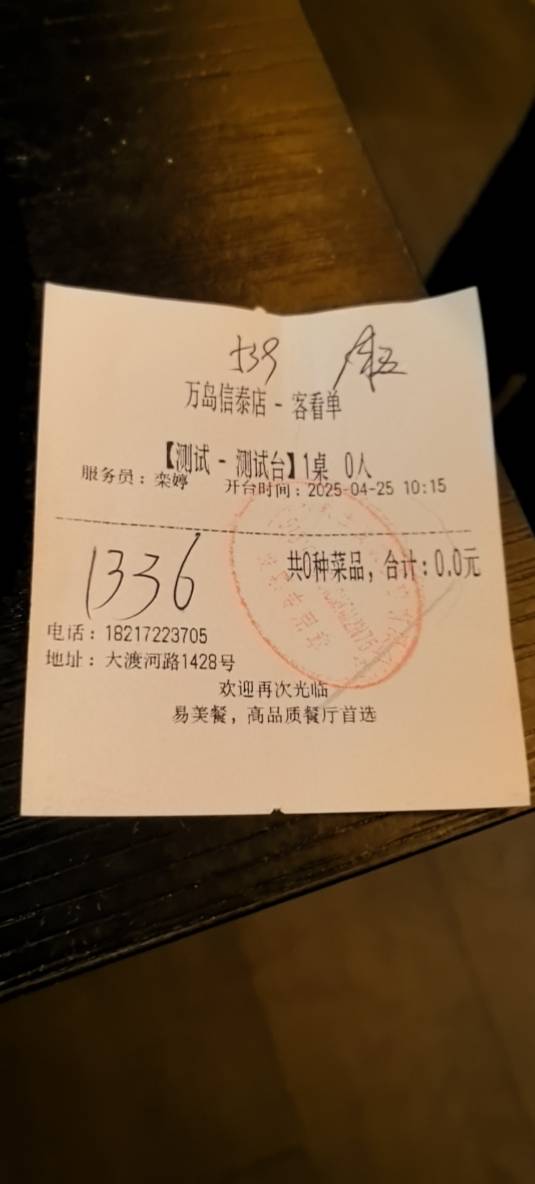 万岛信泰店 - 客看单
【测试 - 测试台】1桌 0人
服务员：栾婷 开台时间：2025-04-25 10:15
1336
共0种菜品，合计：0.0元
电话：18217223705
地址：大渡河路1428号
欢迎再次光临
易美餐，高品质餐厅首选